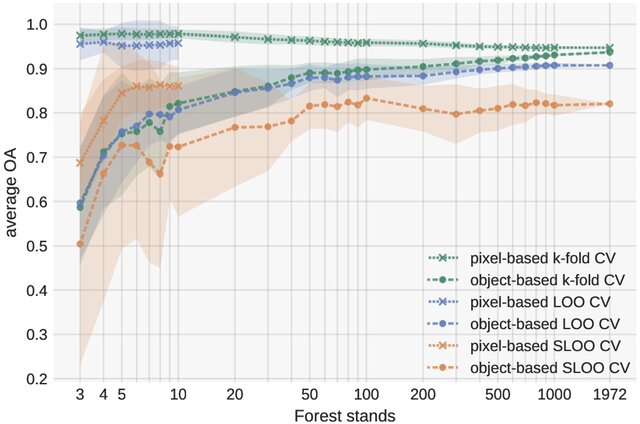 1.0
0.9
0.8
0.7
0.6
0.5
0.4
0.3
0.2
average OA
pixel-based k-fold CV
object-based k-fold CV
pixel-based LOO CV
object-based LOO CV
pixel-based SLOO CV
object-based SLOO CV
3 4 5 10 20 50 100 200 500 1000 1972
Forest stands